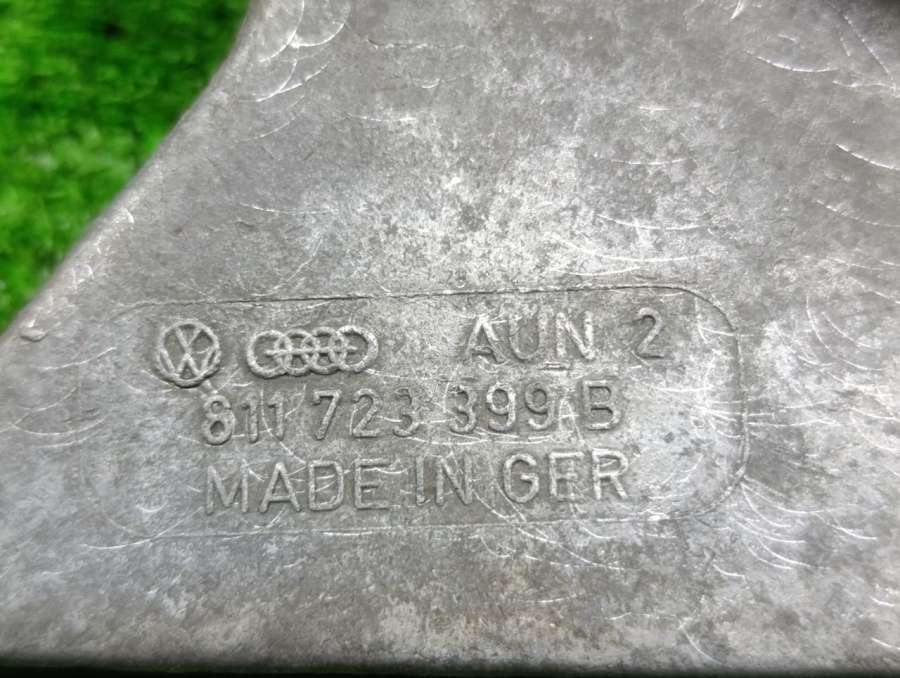 AUN 2
811 723 399 B
MADE IN GER